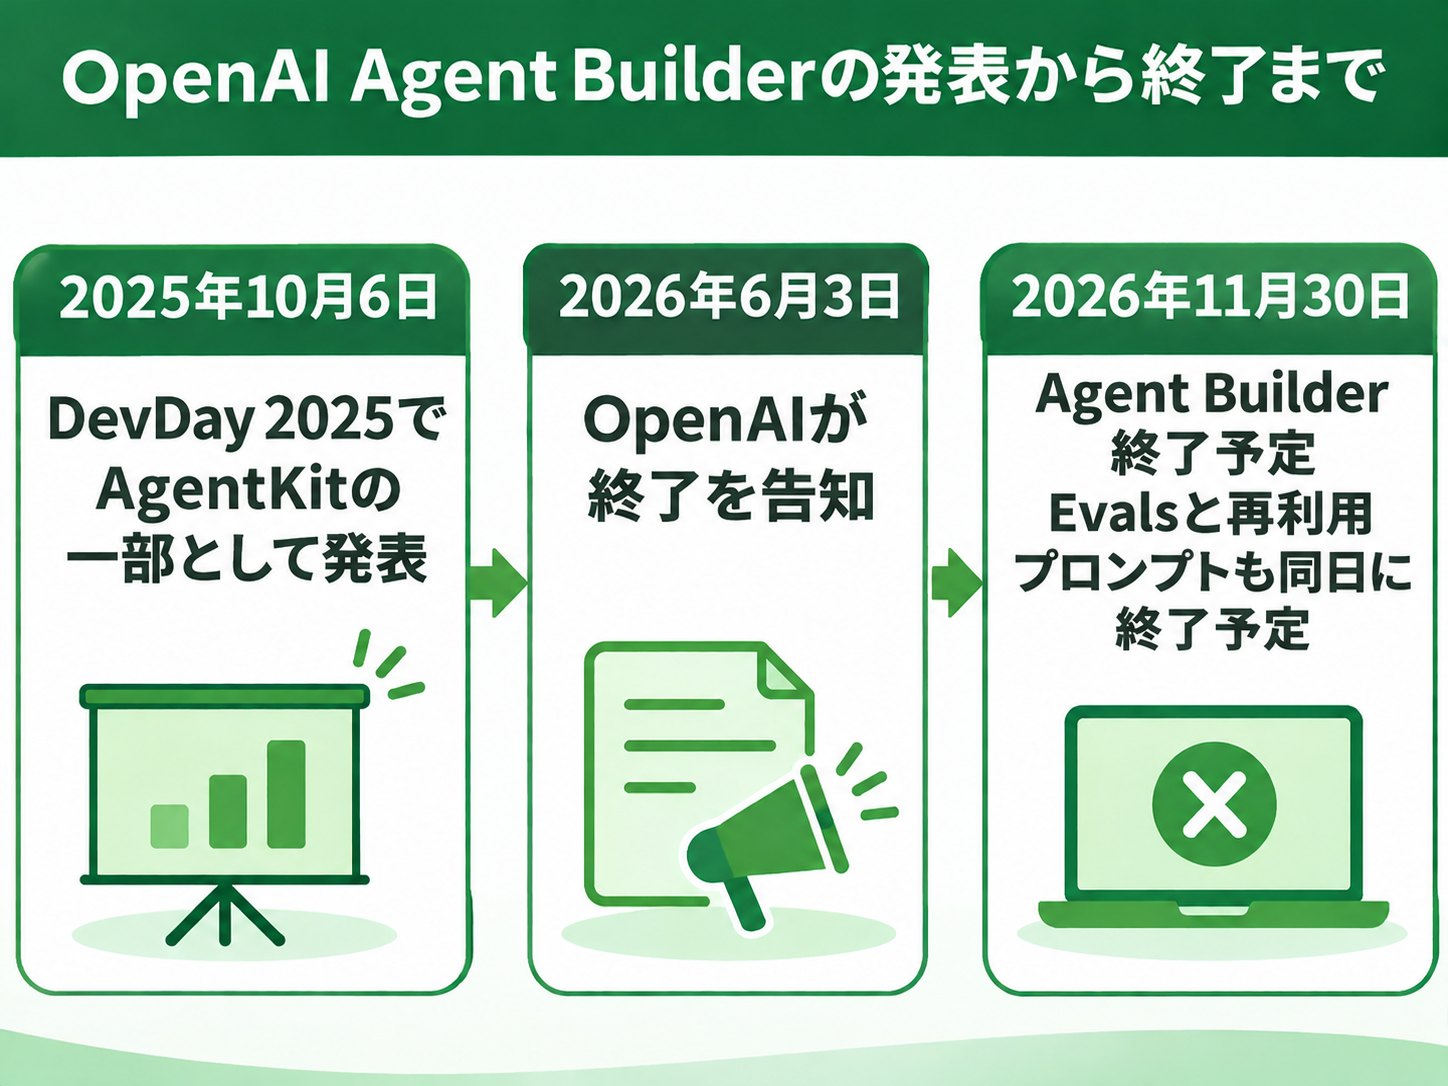 OpenAI Agent Builderの発表から終了まで
2025年10月6日
DevDay 2025で
AgentKitの
一部として発表
2026年6月3日
OpenAIが
終了を告知
2026年11月30日
Agent Builder
終了予定
Evalsと再利用
プロンプトも同日に
終了予定